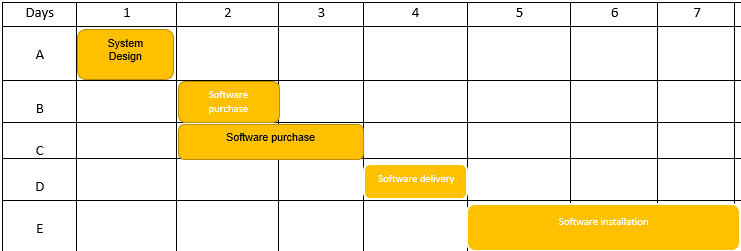 Days 1 2 3 4 5 6 7
A
System
Design
B
Software
purchase
C
Software purchase
D
Software delivery
E
Software installation